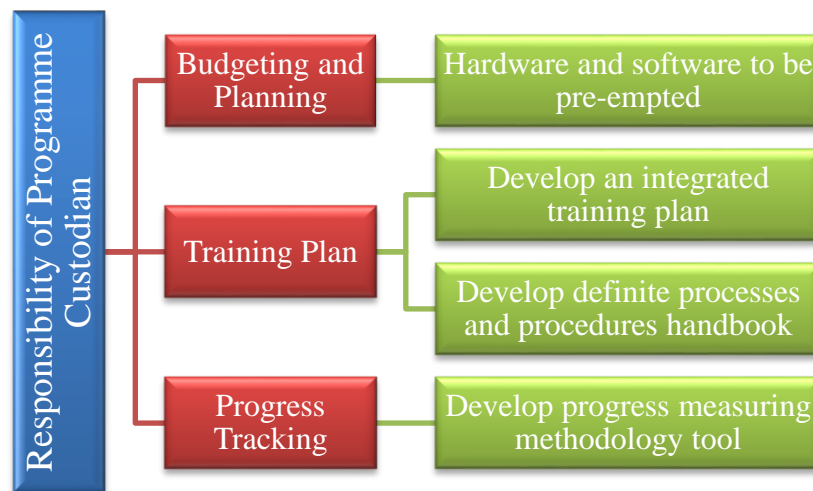 Responsibility of Programme
Custodian
Budgeting and
Planning
Hardware and software to be
pre-empted
Training Plan
Develop an integrated
training plan
Develop definite processes
and procedures handbook
Progress
Tracking
Develop progress measuring
methodology tool